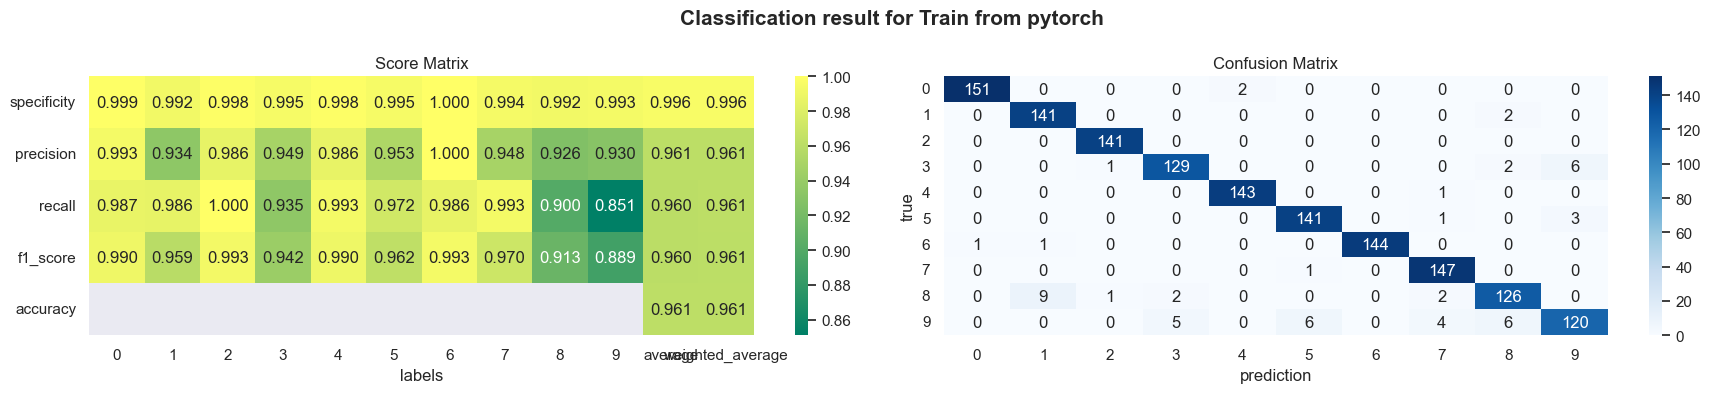 Classification result for Train from pytorch
Score Matrix
specificity 0.999 0.992 0.998 0.995 0.998 0.995 1.000 0.994 0.992 0.993 0.996 0.996
precision 0.993 0.934 0.986 0.949 0.986 0.953 1.000 0.948 0.926 0.930 0.961 0.961
recall 0.987 0.986 1.000 0.935 0.993 0.972 0.986 0.993 0.900 0.851 0.960 0.961
f1_score 0.990 0.959 0.993 0.942 0.990 0.962 0.993 0.970 0.913 0.889 0.960 0.961
accuracy 0.961 0.961
0 1 2 3 4 5 6 7 8 9 average weighted_average
labels
1.00
0.98
0.96
0.94
0.92
0.90
0.88
0.86
Confusion Matrix
true
0 151 0 0 0 2 0 0 0 0 0
1 0 141 0 0 0 0 0 0 2 0
2 0 0 141 0 0 0 0 0 0 0
3 0 0 1 129 0 0 0 0 2 6
4 0 0 0 0 143 0 0 1 0 0
5 0 0 0 0 0 141 0 1 0 3
6 1 1 0 0 0 0 144 0 0 0
7 0 0 0 0 0 1 0 147 0 0
8 0 9 1 2 0 0 0 2 126 0
9 0 0 0 5 0 6 0 4 6 120
0 1 2 3 4 5 6 7 8 9
prediction
140
120
100
80
60
40
20
0